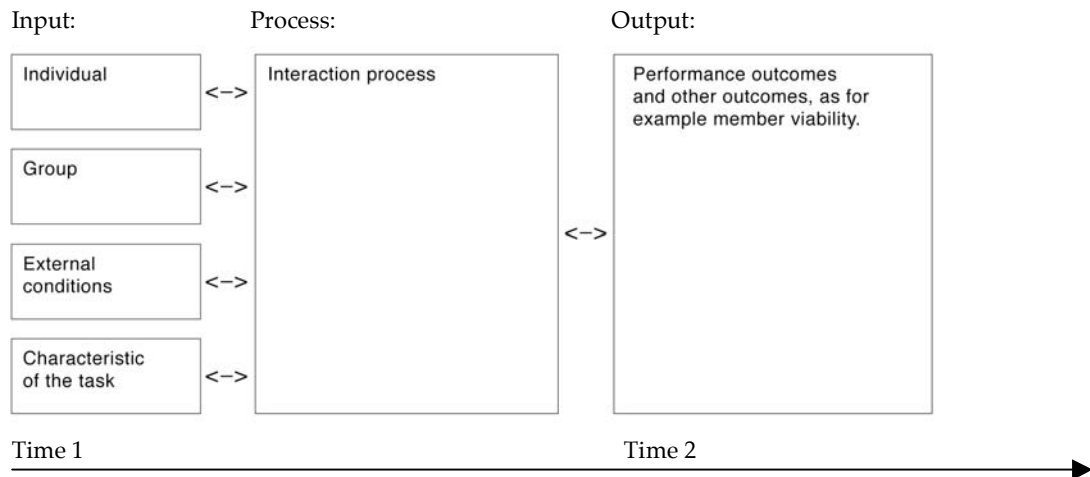 Input:
Process:
Output:
Individual
<–>
Interaction process
Performance outcomes
and other outcomes, as for
example member viability.
Group
<–>
<–>
External
conditions
<–>
Characteristic
of the task
<–>
Time 1
Time 2